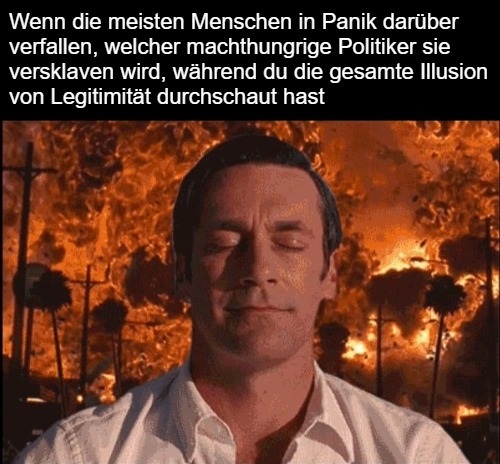 Wenn die meisten Menschen in Panik darüber
verfallen, welcher machthungrige Politiker sie
versklaven wird, während du die gesamte Illusion
von Legitimität durchschaut hast